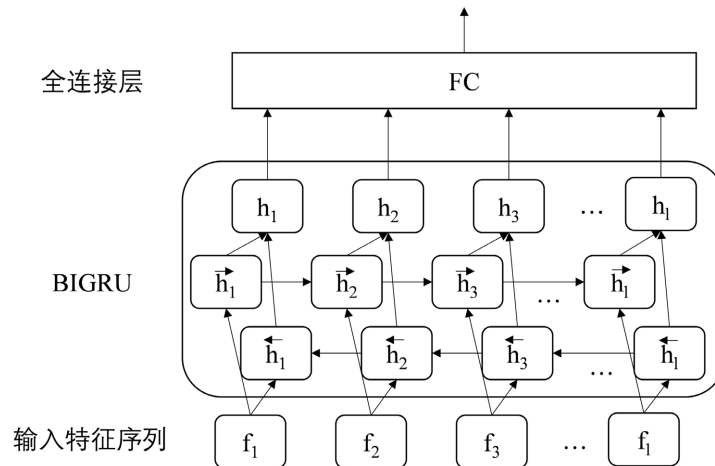 全连接层 FC
h₁ h₂ h₃ … hₗ
BIGRU
→h₁ →h₂ →h₃ … →hₗ
←h₁ ←h₂ ←h₃ … ←hₗ
输入特征序列 f₁ f₂ f₃ … fₗ